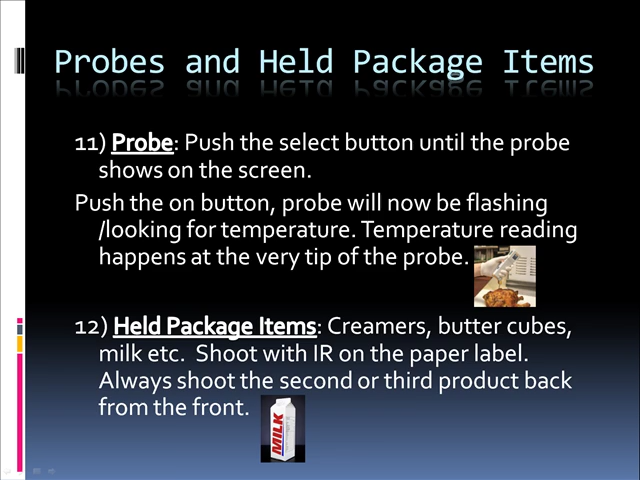 Probes and Held Package Items
11) Probe: Push the select button until the probe
shows on the screen.
Push the on button, probe will now be flashing
/looking for temperature. Temperature reading
happens at the very tip of the probe.
12) Held Package Items: Creamers, butter cubes,
milk etc. Shoot with IR on the paper label.
Always shoot the second or third product back
from the front.
MILK